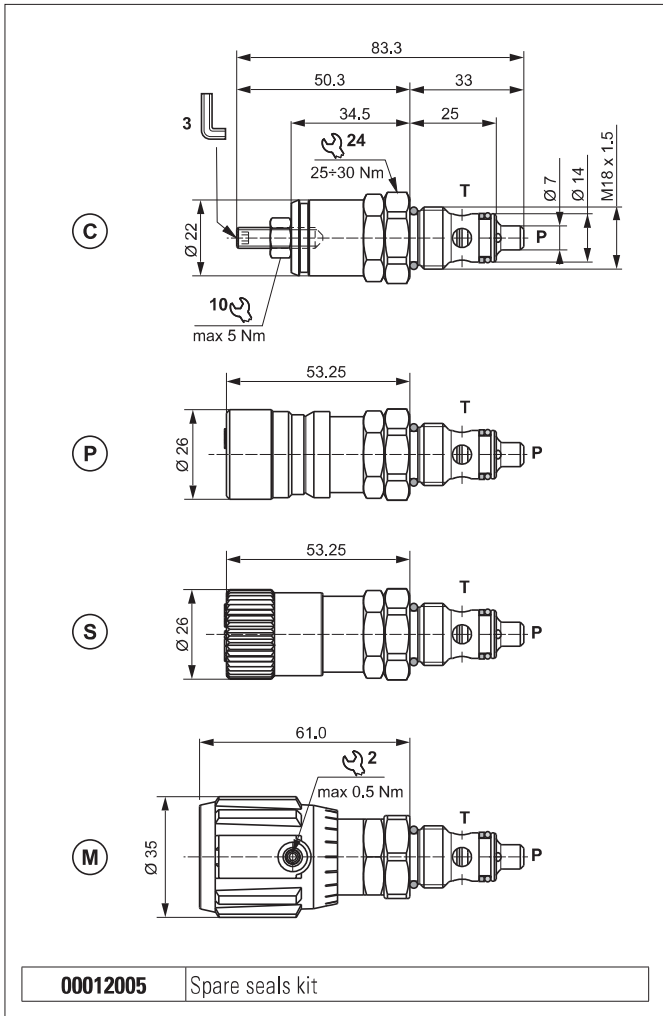 83.3
50.3 33
34.5 25
3
24
25÷30 Nm
T
Ø 7
Ø 14
M18 x 1.5
C
Ø 22
P
10
max 5 Nm
53.25
T
P
Ø 26
P
53.25
T
S
Ø 26
P
61.0
2
max 0.5 Nm
T
M
Ø 35
P
00012005 Spare seals kit